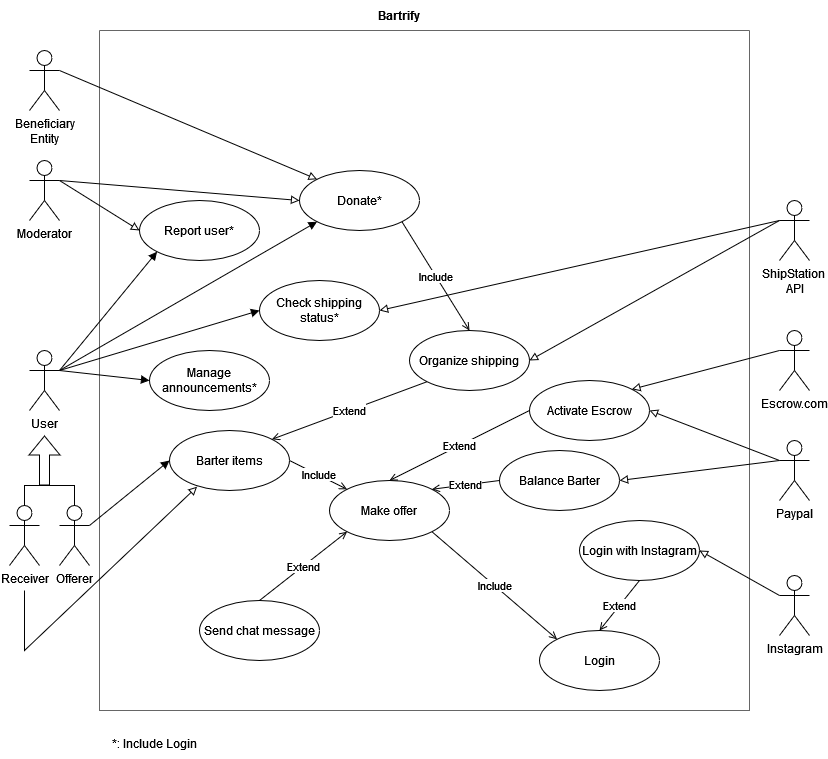 Bartrify
Beneficiary
Entity
Moderator
Donate*
Report user*
Include
ShipStation
API
Check shipping
status*
Organize shipping
Manage
announcements*
User
Extend
Activate Escrow
Escrow.com
Barter items
Extend
Include
Extend
Balance Barter
Make offer
Paypal
Login with Instagram
Receiver
Offerer
Extend
Include
Extend
Send chat message
Login
Instagram
*: Include Login